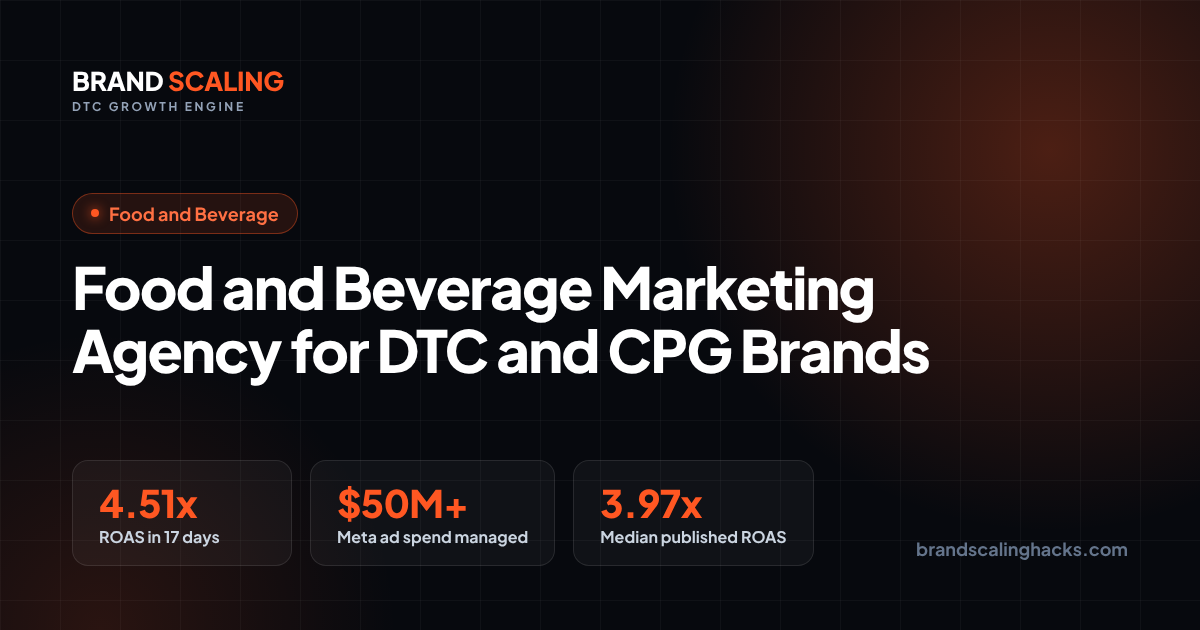 BRAND SCALING
DTC GROWTH ENGINE
Food and Beverage
Food and Beverage Marketing
Agency for DTC and CPG Brands
4.51x
ROAS in 17 days
$50M+
Meta ad spend managed
3.97x
Median published ROAS
brandscalinghacks.com